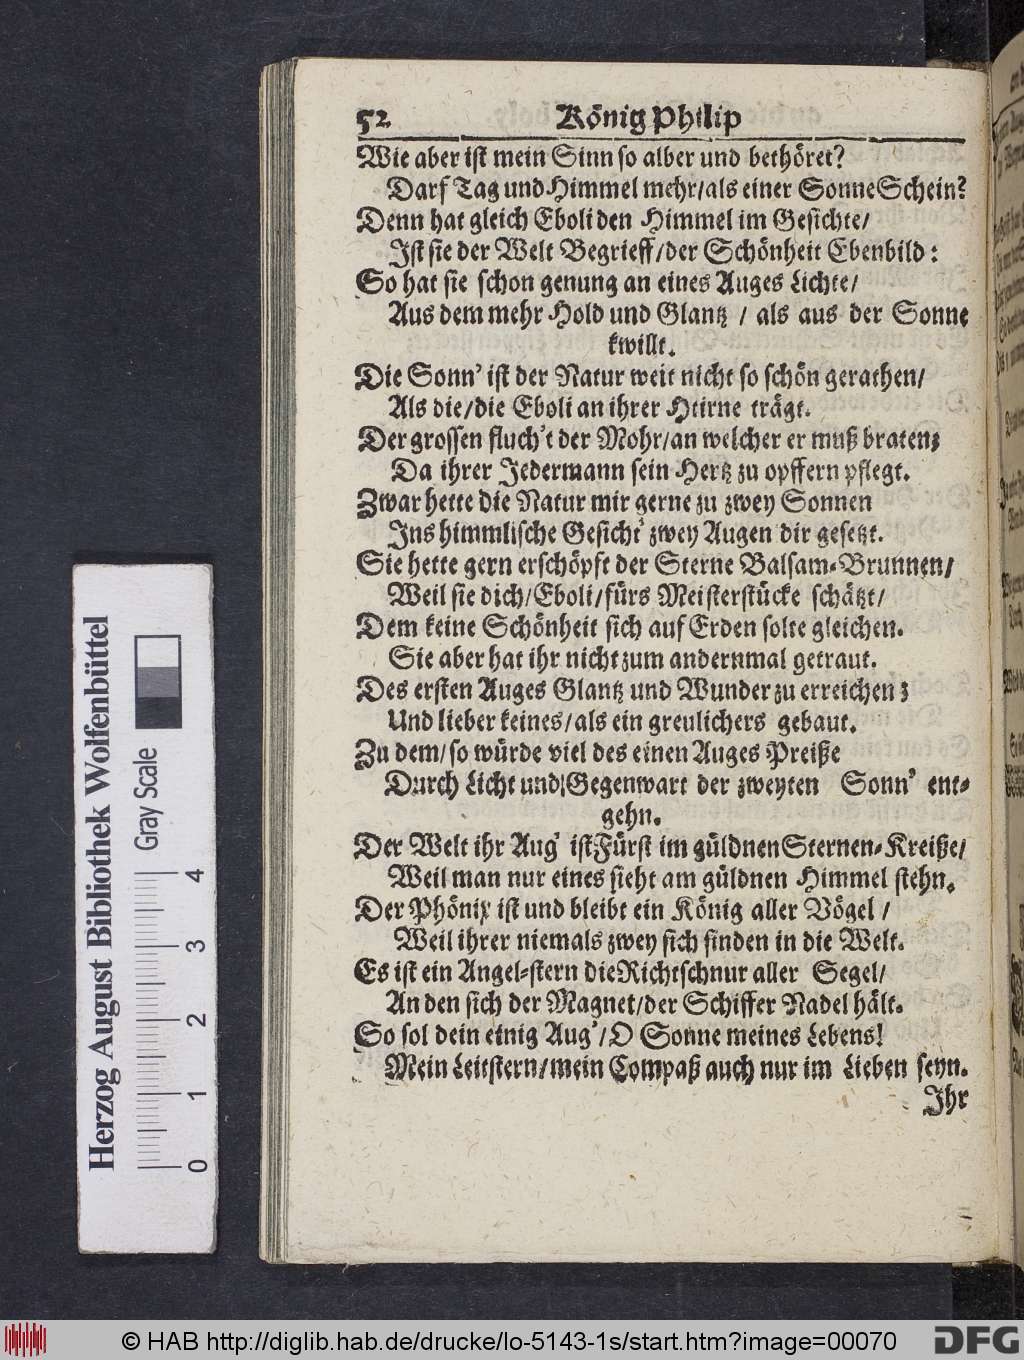 52 König Philip
Wie aber ist mein Sinn so alber und bethöret?
Darf Tag und Himmel mehr/als einer Sonne Schein?
Denn hat gleich Eboli den Himmel im Gesichte/
Ist sie der Welt Begrieff/der Schönheit Ebenbild:
So hat sie schon genung an eines Auges Lichte/
Aus dem mehr Hold und Glantz / als aus der Sonne
kwillt.
Die Sonn' ist der Natur weit nicht so schön gerathen/
Als die/die Eboli an ihrer Htirne trägt.
Der grossen fluch't der Mohr/an welcher er muß braten;
Da ihrer Jedermann sein Hertz zu opffern pflegt.
Zwar hette die Natur mir gerne zu zwey Sonnen
Ins himmlische Gesicht' zwey Augen dir gesetzt.
Sie hette gern erschöpft der Sterne Balsam-Brunnen/
Weil sie dich/Eboli/fürs Meisterstücke schätzt/
Dem keine Schönheit sich auf Erden solte gleichen.
Sie aber hat ihr nicht zum andernmal getraut.
Des ersten Auges Glantz und Wunder zu erreichen;
Und lieber keines/als ein greulichers gebaut.
Zu dem/so würde viel des einen Auges Preiße
Durch Licht und Gegenwart der zweyten Sonn' ent-
gehn.
Der Welt ihr Aug' ist Fürst im güldnen Sternen-Kreiße/
Weil man nur eines sieht am güldnen Himmel stehn.
Der Phönix ist und bleibt ein König aller Vögel /
Weil ihrer niemals zwey sich finden in die Welt.
Es ist ein Angel-stern die Richtschnur aller Segel/
An den sich der Magnet/der Schiffer Nadel hält.
So sol dein einig Aug'/O Sonne meines Lebens!
Mein Leitstern/mein Compaß auch nur im Lieben seyn.
Ihr
Herzog August Bibliothek Wolfenbüttel
Gray Scale
0 1 2 3 4
© HAB http://diglib.hab.de/drucke/lo-5143-1s/start.htm?image=00070
DFG